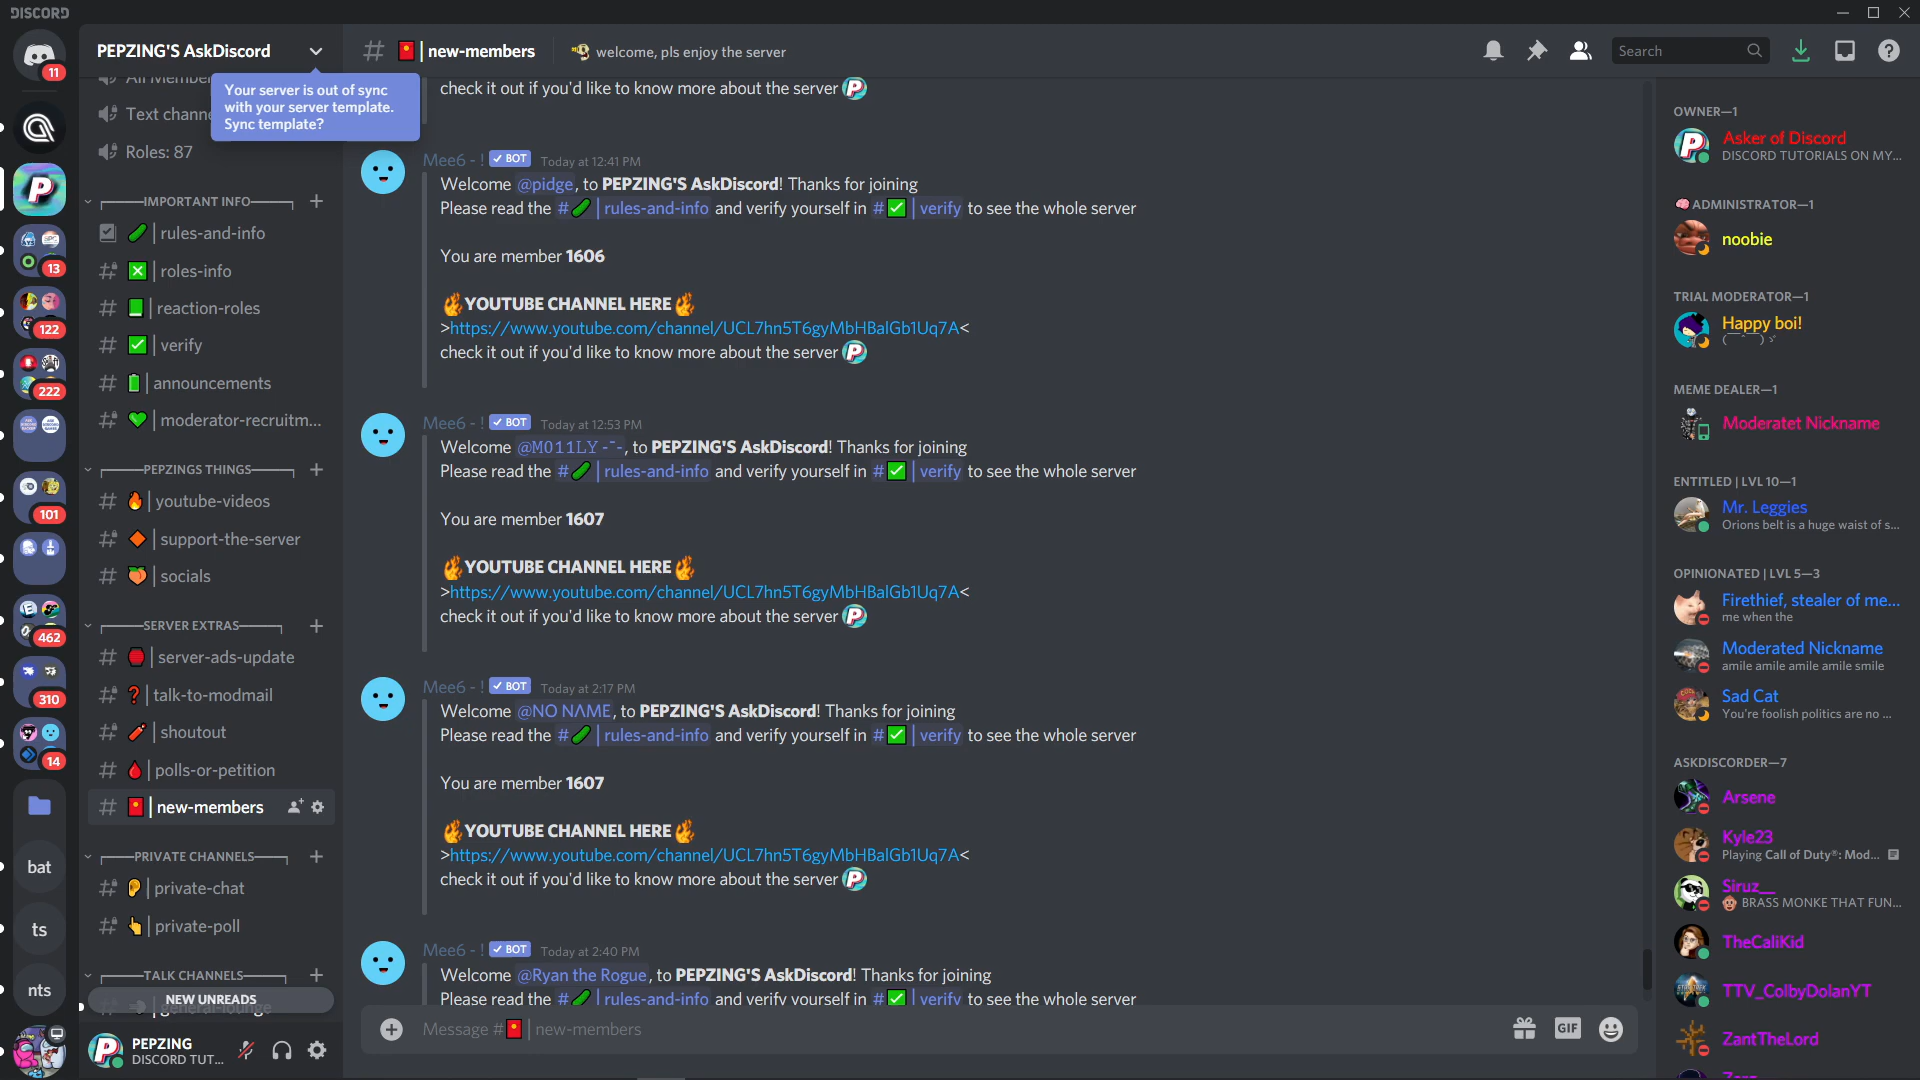 DISCORD
11
13
122
222
101
462
310
14
bat
ts
nts
PEPZING'S AskDiscord
Your server is out of sync
with your server template.
Sync template?
Text channe
Roles: 87
IMPORTANT INFO
rules-and-info
roles-info
reaction-roles
verify
announcements
moderator-recruitm...
PEPZINGS THINGS
youtube-videos
support-the-server
socials
SERVER EXTRAS
server-ads-update
talk-to-modmail
shoutout
polls-or-petition
new-members
PRIVATE CHANNELS
private-chat
private-poll
TALK CHANNELS
NEW UNREADS
general-lounge
PEPZING
DISCORD TUT...
# | new-members
welcome, pls enjoy the server
Search
check it out if you'd like to know more about the server
Mee6 - ! BOT Today at 12:41 PM
Welcome @pidge, to PEPZING'S AskDiscord! Thanks for joining
Please read the # | rules-and-info and verify yourself in # | verify to see the whole server
You are member 1606
YOUTUBE CHANNEL HERE
>https://www.youtube.com/channel/UCL7hn5T6gyMbHBalGb1Uq7A<
check it out if you'd like to know more about the server
Mee6 - ! BOT Today at 12:53 PM
Welcome @MO11LY -˜-, to PEPZING'S AskDiscord! Thanks for joining
Please read the # | rules-and-info and verify yourself in # | verify to see the whole server
You are member 1607
YOUTUBE CHANNEL HERE
>https://www.youtube.com/channel/UCL7hn5T6gyMbHBalGb1Uq7A<
check it out if you'd like to know more about the server
Mee6 - ! BOT Today at 2:17 PM
Welcome @NO NΛME, to PEPZING'S AskDiscord! Thanks for joining
Please read the # | rules-and-info and verify yourself in # | verify to see the whole server
You are member 1607
YOUTUBE CHANNEL HERE
>https://www.youtube.com/channel/UCL7hn5T6gyMbHBalGb1Uq7A<
check it out if you'd like to know more about the server
Mee6 - ! BOT Today at 2:40 PM
Welcome @Ryan the Rogue, to PEPZING'S AskDiscord! Thanks for joining
Please read the # | rules-and-info and verify yourself in # | verify to see the whole server
Message # | new-members
GIF
OWNER—1
Asker of Discord
DISCORD TUTORIALS ON MY...
ADMINISTRATOR—1
noobie
TRIAL MODERATOR—1
Happy boi!
MEME DEALER—1
Moderatet Nickname
ENTITLED | LVL 10—1
Mr. Leggies
Orions belt is a huge waist of s...
OPINIONATED | LVL 5—3
Firethief, stealer of me...
me when the
Moderated Nickname
amile amile amile amile smile
Sad Cat
You're foolish politics are no ...
ASKDISCORDER—7
Arsene
Kyle23
Playing Call of Duty®: Mod...
Siruz__
BRASS MONKE THAT FUN...
TheCaliKid
TTV_ColbyDolanYT
ZantTheLord